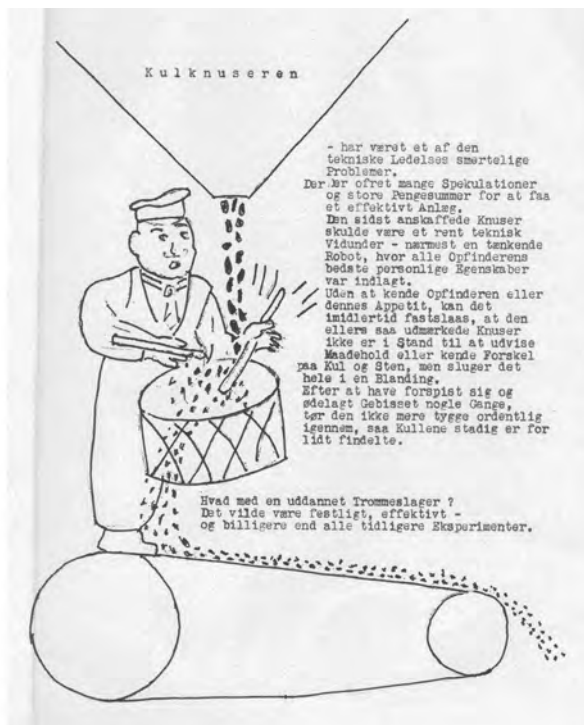 Kulknuseren
- har været et af den
tekniske Ledelses smertelige
Problemer.
Der er ofret mange Spekulationer
og store Pengesummer for at faa
et effektivt Anlæg.
Den sidst anskaffede Knuser
skulde være et rent teknisk
Vidunder - nærmest en tænkende
Robot, hvor alle Opfinderens
bedste personlige Egenskaber
var indlagt.
Uden at kende Opfinderen eller
dennes Appetit, kan det
imidlertid fastslaas, at den
ellers saa udmærkede Knuser
ikke er i Stand til at udvise
Maadehold eller kende Forskel
paa Kul og Sten, men sluger det
hele i en Blanding.
Efter at have forspist sig og
ødelagt Gebisset nogle Gange,
tør den ikke mere tygge ordentlig
igennem, saa Kullene stadig er for
lidt findelte.
Hvad med en uddannet Trommeslager ?
Det vilde være festligt, effektivt -
og billigere end alle tidligere Eksperimenter.